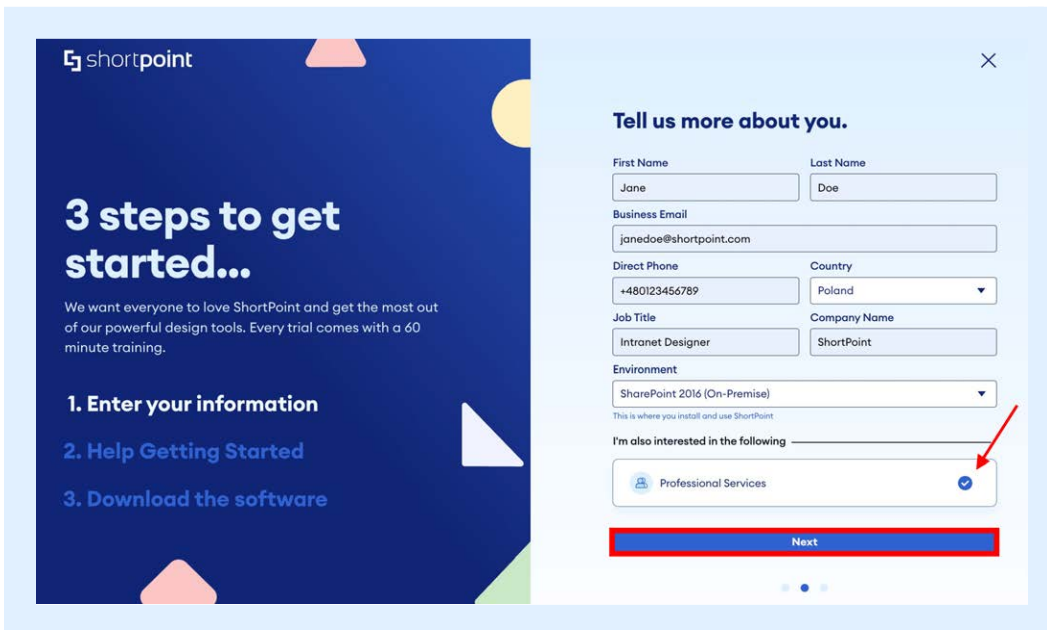 shortpoint
3 steps to get
started...
We want everyone to love ShortPoint and get the most out
of our powerful design tools. Every trial comes with a 60
minute training.
1. Enter your information
2. Help Getting Started
3. Download the software
Tell us more about you.
First Name
Last Name
Jane
Doe
Business Email
janedoe@shortpoint.com
Direct Phone
Country
+480123456789
Poland
Job Title
Company Name
Intranet Designer
ShortPoint
Environment
SharePoint 2016 (On-Premise)
This is where you install and use ShortPoint
I'm also interested in the following
Professional Services
Next